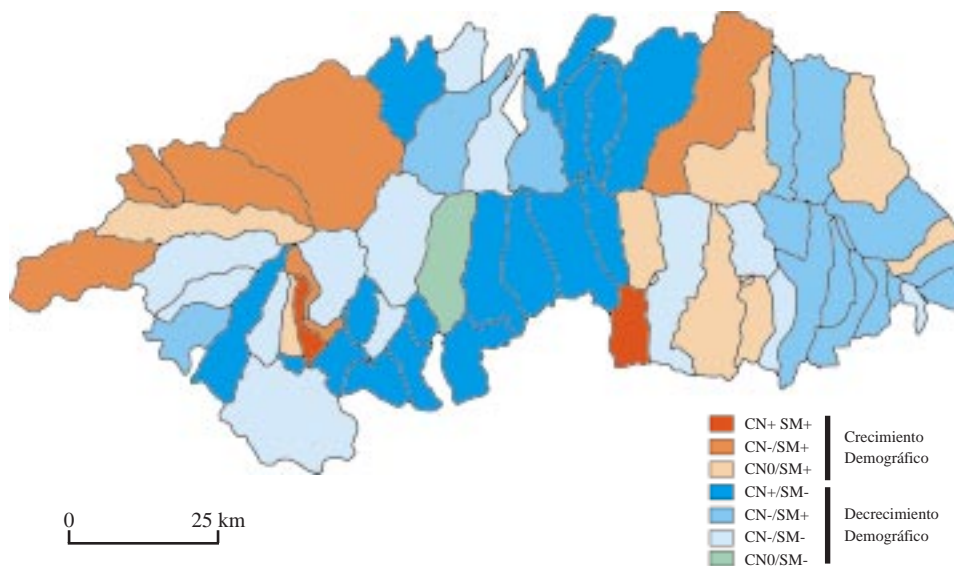 CN+ SM+
CN-/SM+
CN0/SM+
Crecimiento
Demográfico
CN+/SM-
CN-/SM+
CN-/SM-
CN0/SM-
Decrecimiento
Demográfico
0 25 km